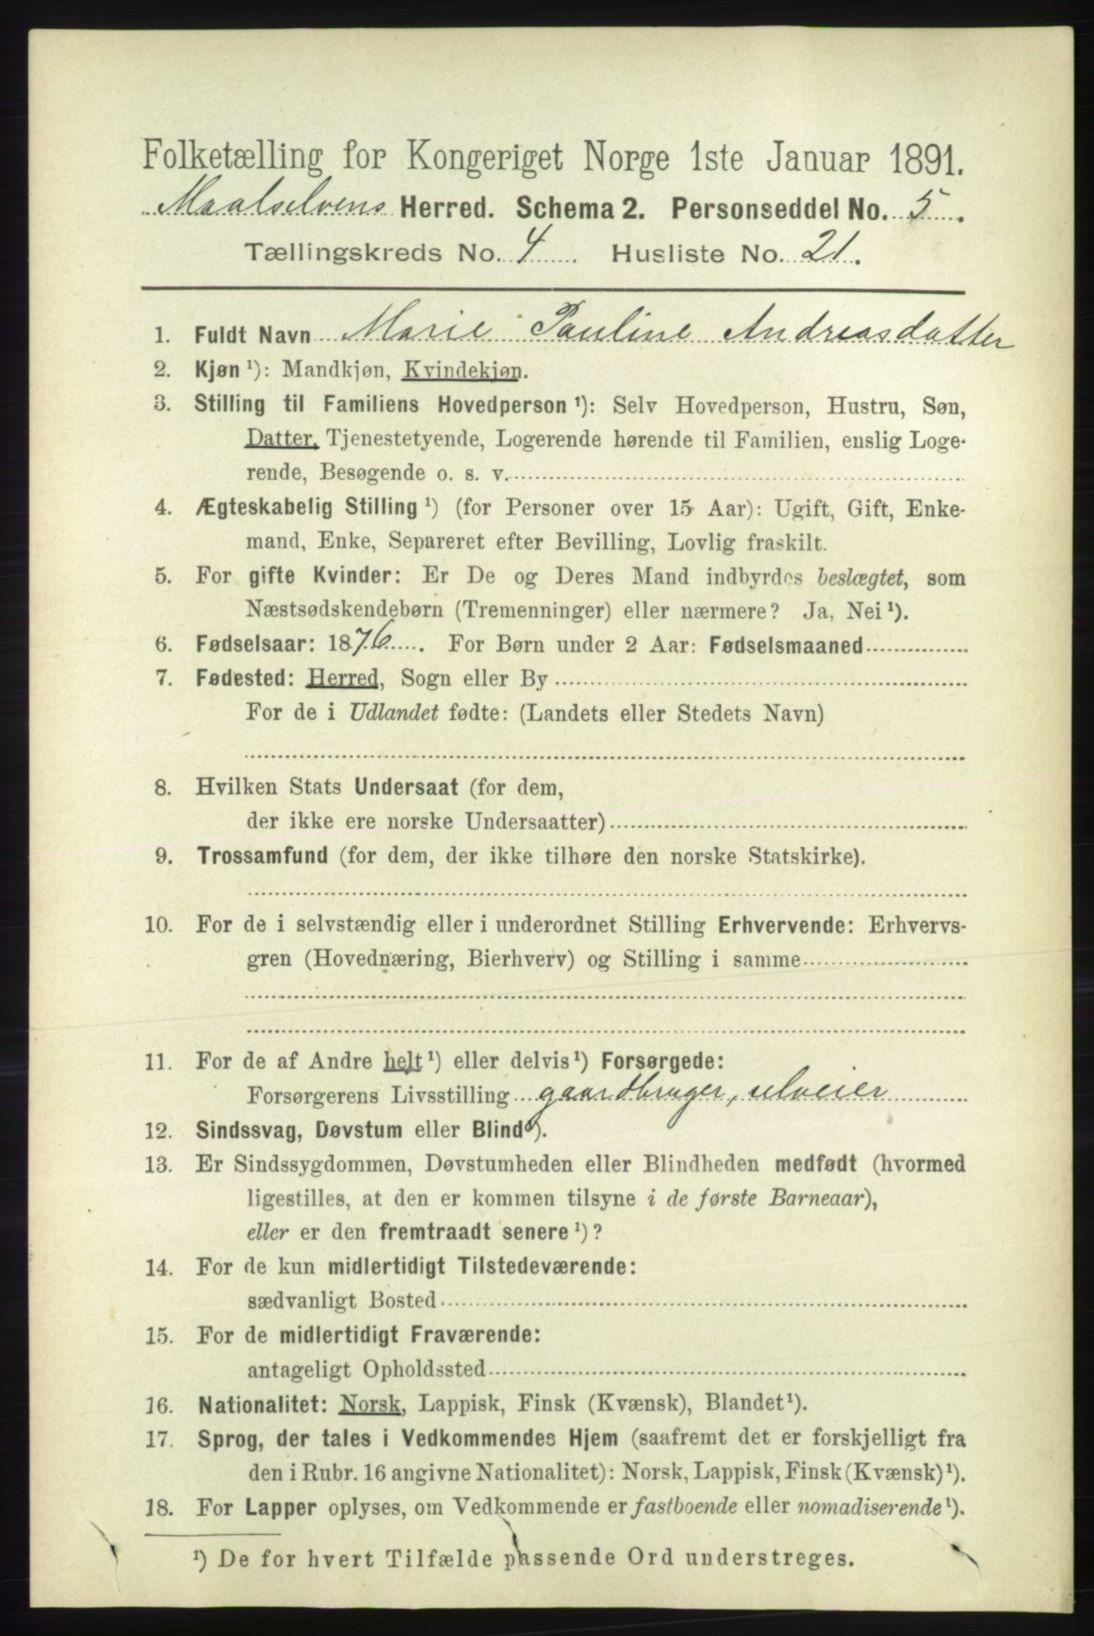 Folketælling for Kongeriget Norge 1ste Januar 1891.
Maalselvens Herred. Schema 2. Personseddel No. 5.
Tællingskreds No. 4 Husliste No. 21.
1. Fuldt Navn Marie Pauline Andreasdatter
2. Kjøn ¹): Mandkjøn, Kvindekjøn.
3. Stilling til Familiens Hovedperson ¹): Selv Hovedperson, Hustru, Søn,
Datter, Tjenestetyende, Logerende hørende til Familien, enslig Loge-
rende, Besøgende o. s. v.
4. Ægteskabelig Stilling ¹) (for Personer over 15 Aar): Ugift, Gift, Enke-
mand, Enke, Separeret efter Bevilling, Lovlig fraskilt.
5. For gifte Kvinder: Er De og Deres Mand indbyrdes beslægtet, som
Næstsødskendebørn (Tremenninger) eller nærmere? Ja, Nei ¹).
6. Fødselsaar: 1876. For Børn under 2 Aar: Fødselsmaaned
7. Fødested: Herred, Sogn eller By
For de i Udlandet fødte: (Landets eller Stedets Navn)
8. Hvilken Stats Undersaat (for dem,
der ikke ere norske Undersaatter)
9. Trossamfund (for dem, der ikke tilhøre den norske Statskirke).
10. For de i selvstændig eller i underordnet Stilling Erhvervende: Erhvervs-
gren (Hovednæring, Bierhverv) og Stilling i samme
11. For de af Andre helt ¹) eller delvis ¹) Forsørgede:
Forsørgerens Livsstilling gaardbruger, selveier
12. Sindssvag, Døvstum eller Blind ¹).
13. Er Sindssygdommen, Døvstumheden eller Blindheden medfødt (hvormed
ligestilles, at den er kommen tilsyne i de første Barneaar),
eller er den fremtraadt senere ¹)?
14. For de kun midlertidigt Tilstedeværende:
sædvanligt Bosted
15. For de midlertidigt Fraværende:
antageligt Opholdssted
16. Nationalitet: Norsk, Lappisk, Finsk (Kvænsk), Blandet ¹).
17. Sprog, der tales i Vedkommendes Hjem (saafremt det er forskjelligt fra
den i Rubr. 16 angivne Nationalitet): Norsk, Lappisk, Finsk (Kvænsk) ¹).
18. For Lapper oplyses, om Vedkommende er fastboende eller nomadiserende ¹).
¹) De for hvert Tilfælde passende Ord understreges.